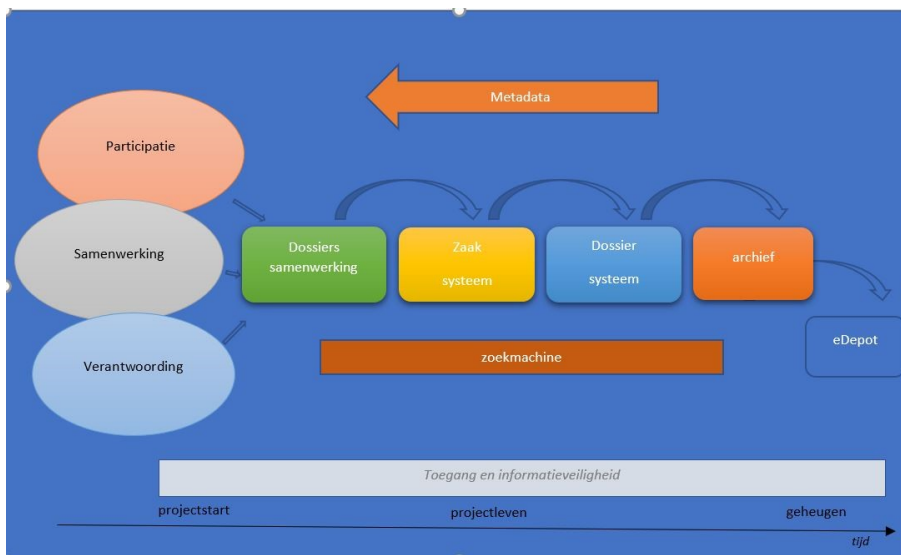 Metadata
Participatie
Samenwerking
Verantwoording
Dossiers
samenwerking
Zaak
systeem
Dossier
systeem
archief
eDepot
zoekmachine
Toegang en informatieveiligheid
projectstart
projectleven
geheugen
tijd